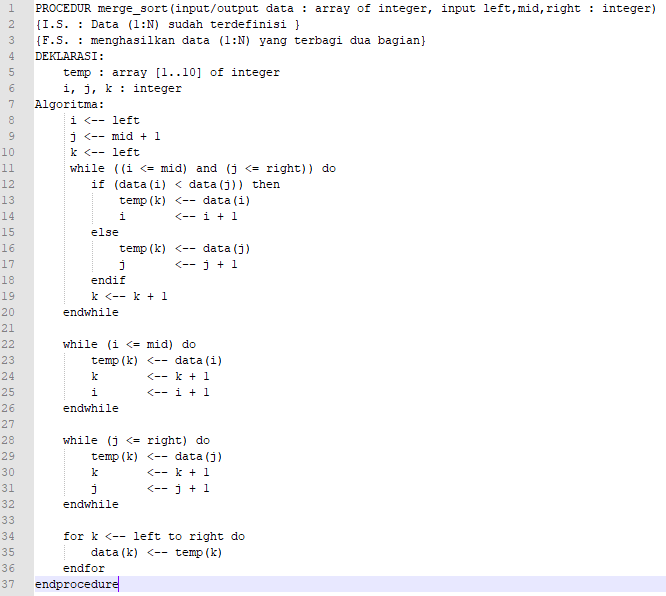 1 PROCEDUR merge_sort(input/output data : array of integer, input left,mid,right : integer)
2 {I.S. : Data (1:N) sudah terdefinisi }
3 {F.S. : menghasilkan data (1:N) yang terbagi dua bagian}
4 DEKLARASI:
5     temp : array [1..10] of integer
6     i, j, k : integer
7 Algoritma:
8      i <-- left
9      j <-- mid + 1
10      k <-- left
11      while ((i <= mid) and (j <= right)) do
12         if (data(i) < data(j)) then
13             temp(k) <-- data(i)
14             i       <-- i + 1
15         else
16             temp(k) <-- data(j)
17             j       <-- j + 1
18         endif
19         k <-- k + 1
20     endwhile
21
22     while (i <= mid) do
23         temp(k) <-- data(i)
24         k       <-- k + 1
25         i       <-- i + 1
26     endwhile
27
28     while (j <= right) do
29         temp(k) <-- data(j)
30         k       <-- k + 1
31         j       <-- j + 1
32     endwhile
33
34     for k <-- left to right do
35         data(k) <-- temp(k)
36     endfor
37 endprocedure